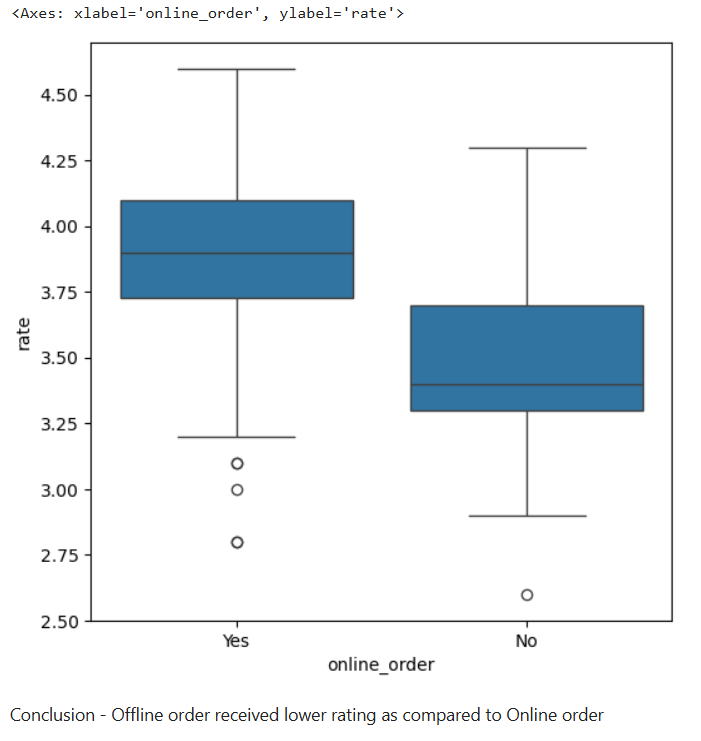 <Axes: xlabel='online_order', ylabel='rate'>
4.50
4.25
4.00
3.75
3.50
3.25
3.00
2.75
2.50
rate
Yes No
online_order
Conclusion - Offline order received lower rating as compared to Online order